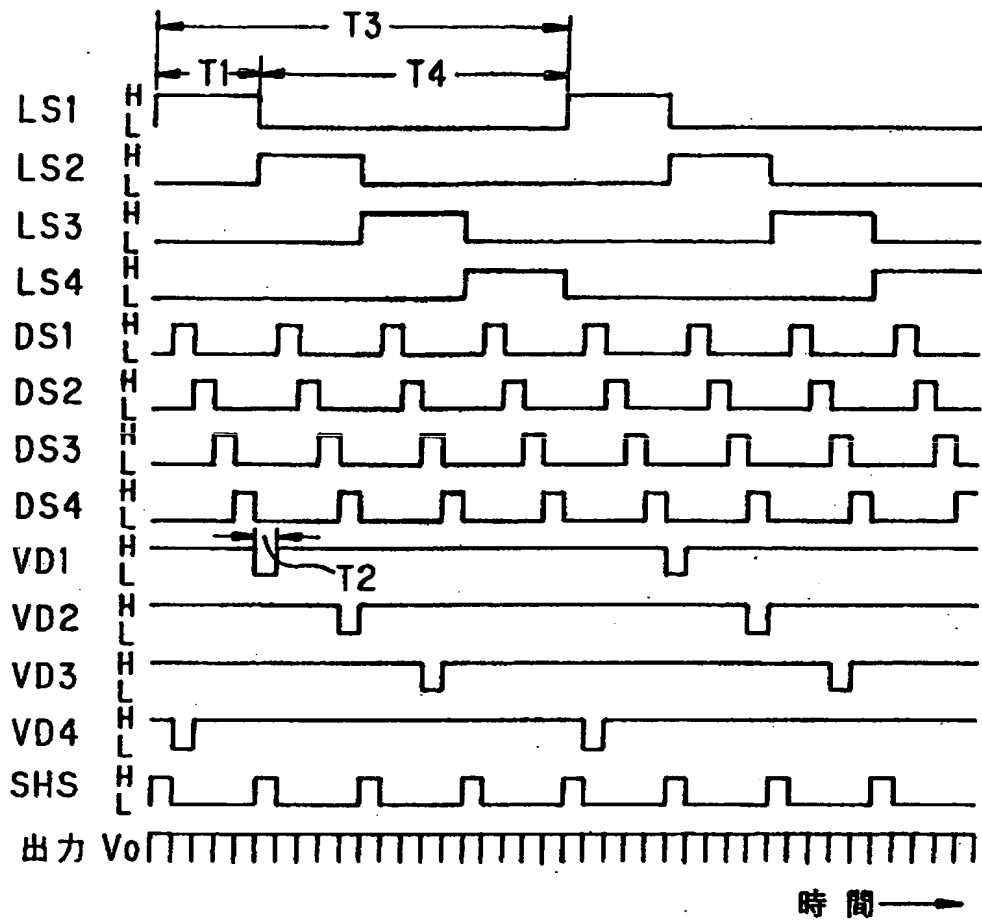 T3
T1 T4
LS1 H L
LS2 H L
LS3 H L
LS4 H L
DS1 H L
DS2 H L
DS3 H L
DS4 H L
VD1 H L T2
VD2 H L
VD3 H L
VD4 H L
SHS H L
出力 Vo
時間